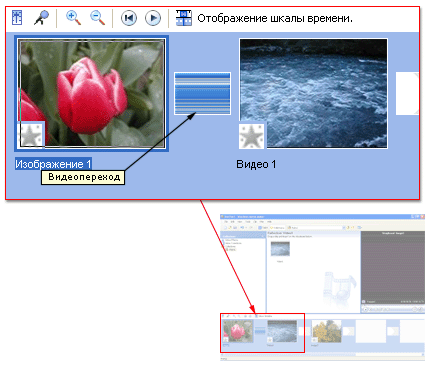 Отображение шкалы времени.
Изображение 1
Видео 1
Видеопереход